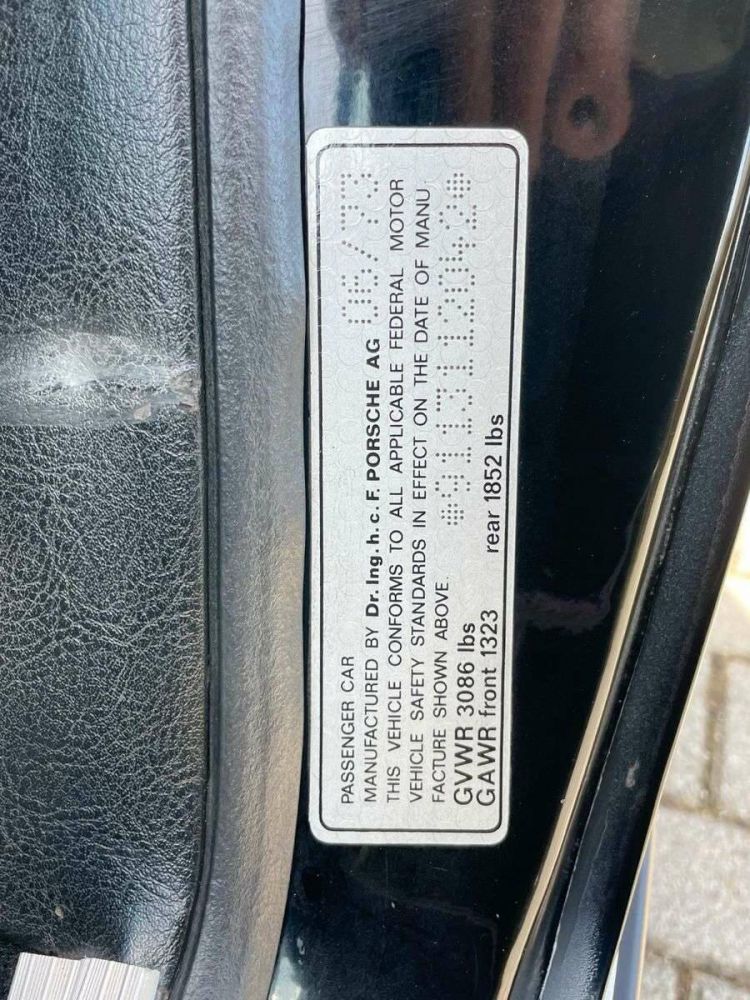 PASSENGER CAR
MANUFACTURED BY Dr. Ing. h. c. F. PORSCHE AG
THIS VEHICLE CONFORMS TO ALL APPLICABLE FEDERAL MOTOR
VEHICLE SAFETY STANDARDS IN EFFECT ON THE DATE OF MANU
FACTURE SHOWN ABOVE.
GVWR 3086 lbs
GAWR front 1323 rear 1852 lbs